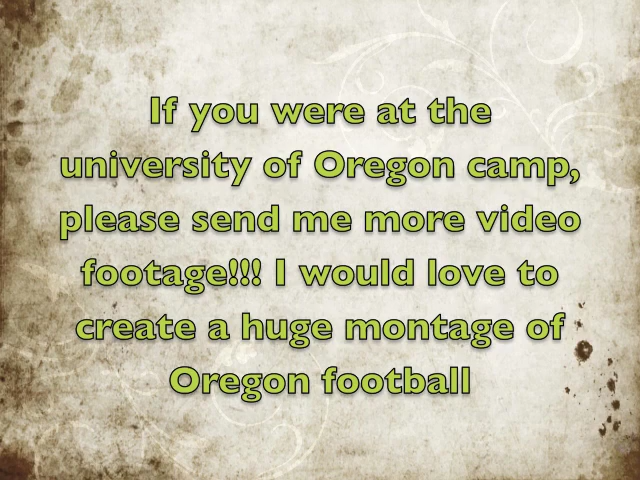 If you were at the
university of Oregon camp,
please send me more video
footage!!! I would love to
create a huge montage of
Oregon football